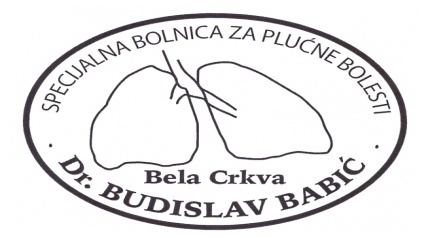 SPECIJALNA BOLNICA ZA PLUĆNE BOLESTI
Bela Crkva
Dr. BUDISLAV BABIĆ